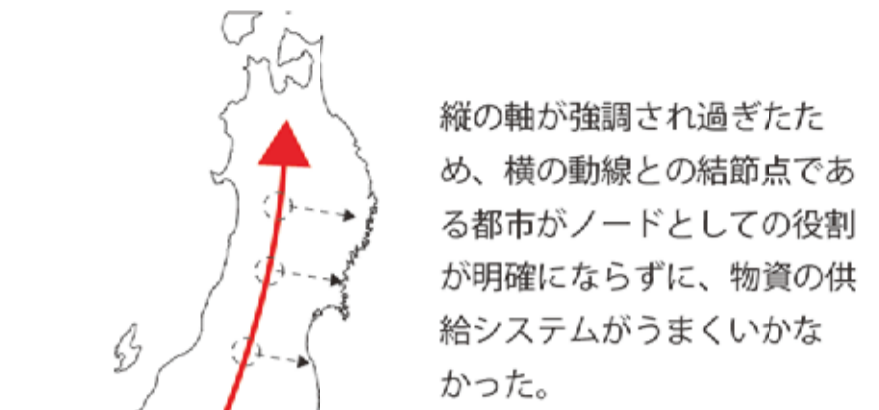 縦の軸が強調され過ぎたた
め、横の動線との結節点であ
る都市がノードとしての役割
が明確にならずに、物資の供
給システムがうまくいかな
かった。